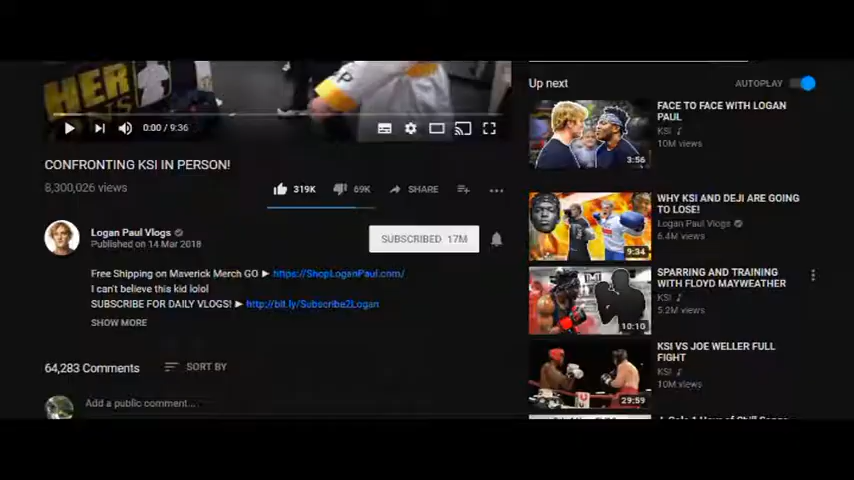 HER
0:00 / 9:36
CONFRONTING KSI IN PERSON!
8,300,026 views
319K
69K
SHARE
Logan Paul Vlogs
Published on 14 Mar 2018
SUBSCRIBED 17M
Free Shipping on Maverick Merch GO ► https://ShopLoganPaul.com/
I can't believe this kid lolol
SUBSCRIBE FOR DAILY VLOGS! ► http://bit.ly/Subscribe2Logan
SHOW MORE
64,283 Comments
SORT BY
Add a public comment...
Up next
AUTOPLAY
FACE TO FACE WITH LOGAN
PAUL
KSI
10M views
3:56
WHY KSI AND DEJI ARE GOING
TO LOSE!
Logan Paul Vlogs
6.4M views
9:34
SPARRING AND TRAINING
WITH FLOYD MAYWEATHER
KSI
5.2M views
TMT
10:10
KSI VS JOE WELLER FULL
FIGHT
KSI
10M views
29:59